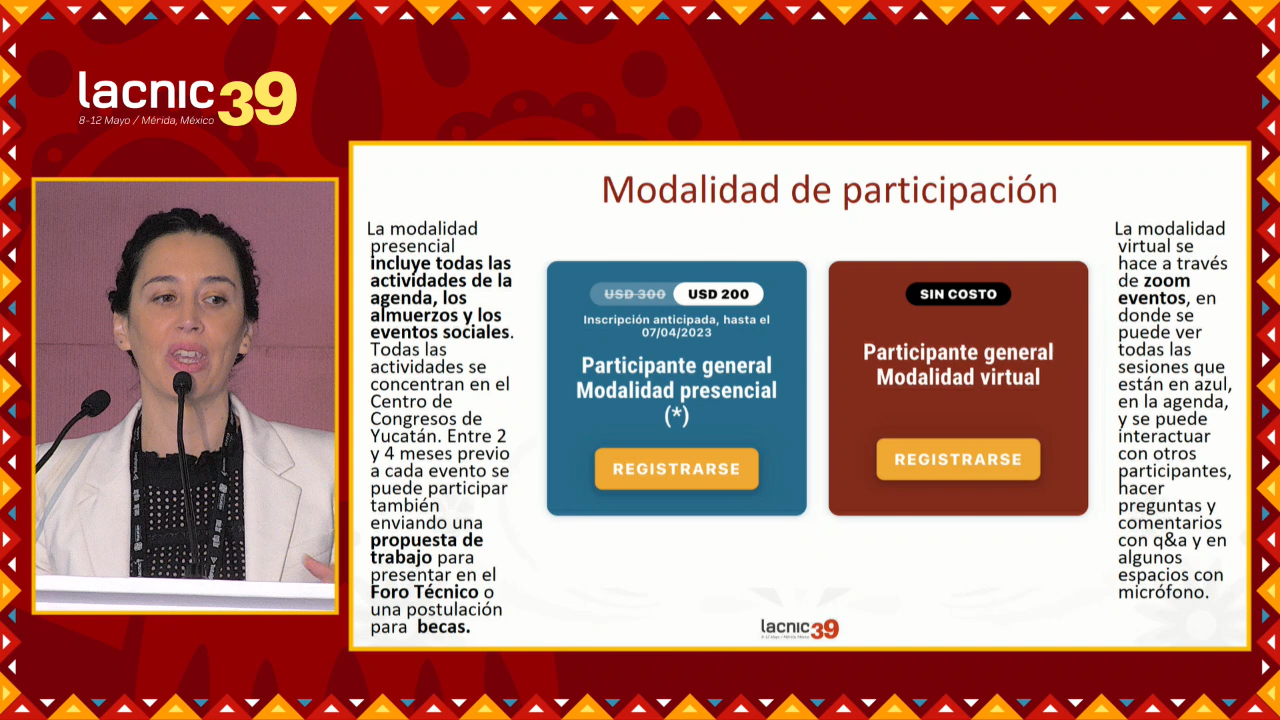 lacnic39
8-12 Mayo / Mérida, México
Modalidad de participación
La modalidad
presencial
incluye todas las
actividades de la
agenda, los
almuerzos y los
eventos sociales.
Todas las
actividades se
concentran en el
Centro de
Congresos de
Yucatán. Entre 2
y 4 meses previo
a cada evento se
puede participar
también
enviando una
propuesta de
trabajo para
presentar en el
Foro Técnico o
una postulación
para becas.
USD 300 USD 200
Inscripción anticipada, hasta el
07/04/2023
Participante general
Modalidad presencial
(*)
REGISTRARSE
SIN COSTO
Participante general
Modalidad virtual
REGISTRARSE
La modalidad
virtual se
hace a través
de zoom
eventos, en
donde se
puede ver
todas las
sesiones que
están en azul,
en la agenda,
y se puede
interactuar
con otros
participantes,
hacer
preguntas y
comentarios
con q&a y en
algunos
espacios con
micrófono.
lacnic39
8-12 Mayo / Mérida, México